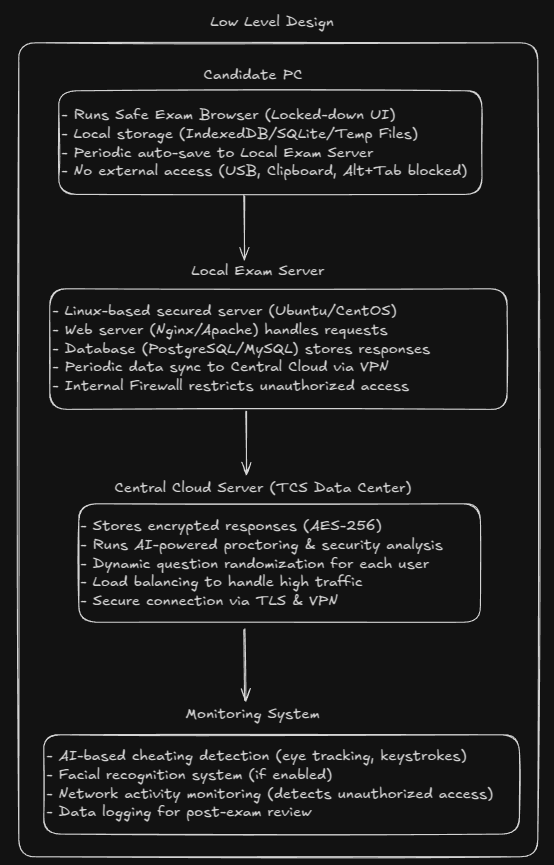 Low Level Design
Candidate PC
- Runs Safe Exam Browser (Locked-down UI)
- Local storage (IndexedDB/SQLite/Temp Files)
- Periodic auto-save to Local Exam Server
- No external access (USB, Clipboard, Alt+Tab blocked)
Local Exam Server
- Linux-based secured server (Ubuntu/CentOS)
- Web server (Nginx/Apache) handles requests
- Database (PostgreSQL/MySQL) stores responses
- Periodic data sync to Central Cloud via VPN
- Internal Firewall restricts unauthorized access
Central Cloud Server (TCS Data Center)
- Stores encrypted responses (AES-256)
- Runs AI-powered proctoring & security analysis
- Dynamic question randomization for each user
- Load balancing to handle high traffic
- Secure connection via TLS & VPN
Monitoring System
- AI-based cheating detection (eye tracking, keystrokes)
- Facial recognition system (if enabled)
- Network activity monitoring (detects unauthorized access)
- Data logging for post-exam review